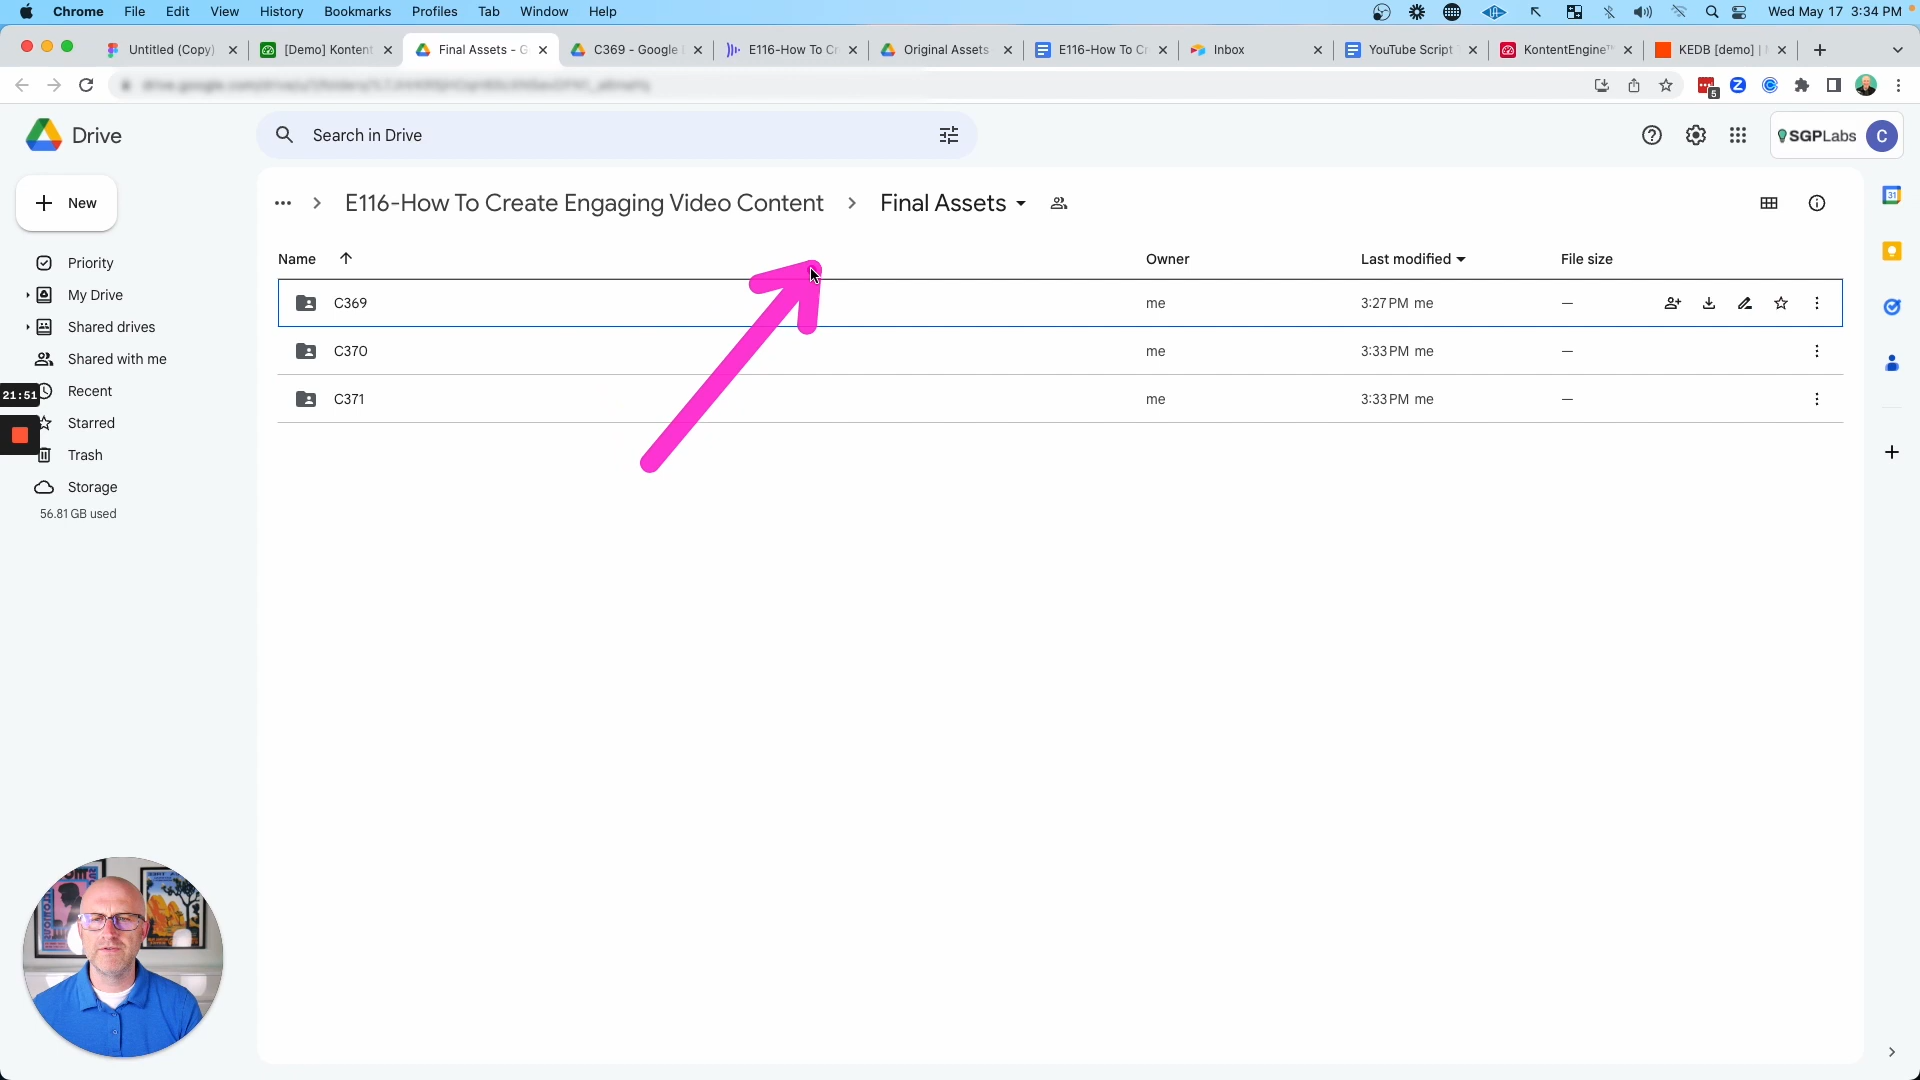 Chrome File Edit View History Bookmarks Profiles Tab Window Help Wed May 17 3:34 PM
Untitled (Copy) [Demo] Kontent Final Assets - G C369 - Google E116-How To Cr Original Assets E116-How To Cr Inbox YouTube Script KontentEngine™ KEDB [demo] |
5
Drive
Search in Drive
SGPLabs C
New
E116-How To Create Engaging Video Content Final Assets
31
Name Owner Last modified File size
Priority
My Drive
Shared drives
Shared with me
Recent
Starred
Trash
Storage
56.81 GB used
21:51
C369 me 3:27 PM me —
C370 me 3:33 PM me —
C371 me 3:33 PM me —